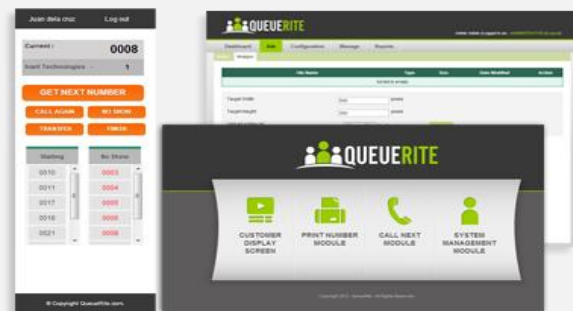 Juan dela cruz Log out
Current : 0008
Inant Technologies - 1
GET NEXT NUMBER
CALL AGAIN NO SHOW
TRANSFER FINISH
Waiting No Show
0010 0003
0011 0004
0017 0005
0018 0006
0021 0008
© Copyright QueueRite.com.
QUEUERITE
Dashboard Configuration Manage Reports
File Name Type Size Date Modified Action
Target Width pixels
Target Height pixels
QUEUERITE
CUSTOMER DISPLAY SCREEN
PRINT NUMBER MODULE
CALL NEXT MODULE
SYSTEM MANAGEMENT MODULE